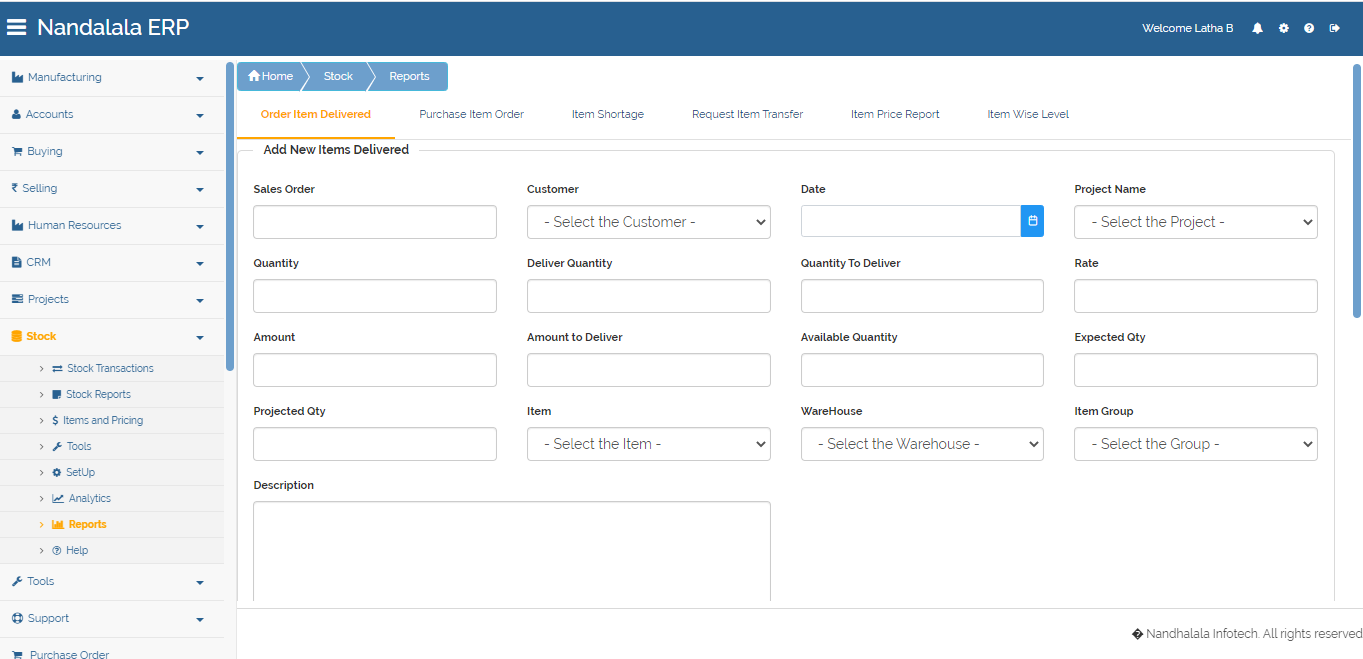 Nandalala ERP
Welcome Latha B
Manufacturing
Accounts
Buying
₹ Selling
Human Resources
CRM
Projects
Stock
> Stock Transactions
> Stock Reports
> $ Items and Pricing
> Tools
> SetUp
> Analytics
> Reports
> Help
Tools
Support
Purchase Order
Home Stock Reports
Order Item Delivered Purchase Item Order Item Shortage Request Item Transfer Item Price Report Item Wise Level
Add New Items Delivered
Sales Order Customer Date Project Name
- Select the Customer - - Select the Project -
Quantity Deliver Quantity Quantity To Deliver Rate
Amount Amount to Deliver Available Quantity Expected Qty
Projected Qty Item WareHouse Item Group
- Select the Item - - Select the Warehouse - - Select the Group -
Description
� Nandhalala Infotech. All rights reserved